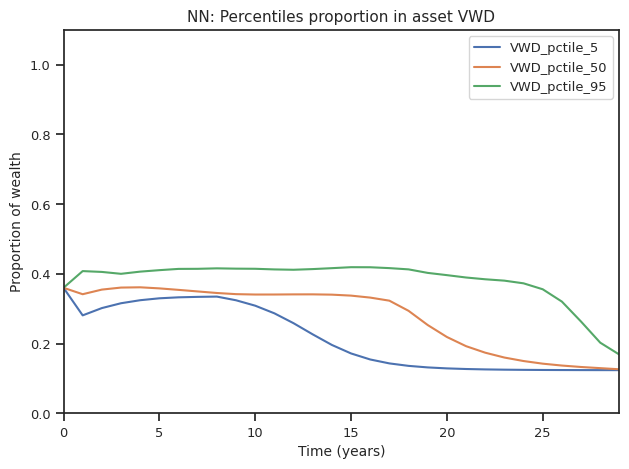 NN: Percentiles proportion in asset VWD
VWD_pctile_5
VWD_pctile_50
VWD_pctile_95
Proportion of wealth
1.0
0.8
0.6
0.4
0.2
0.0
0 5 10 15 20 25
Time (years)